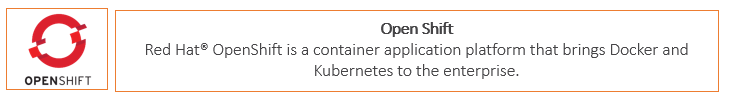 OPENSHIFT
Open Shift
Red Hat® OpenShift is a container application platform that brings Docker and
Kubernetes to the enterprise.